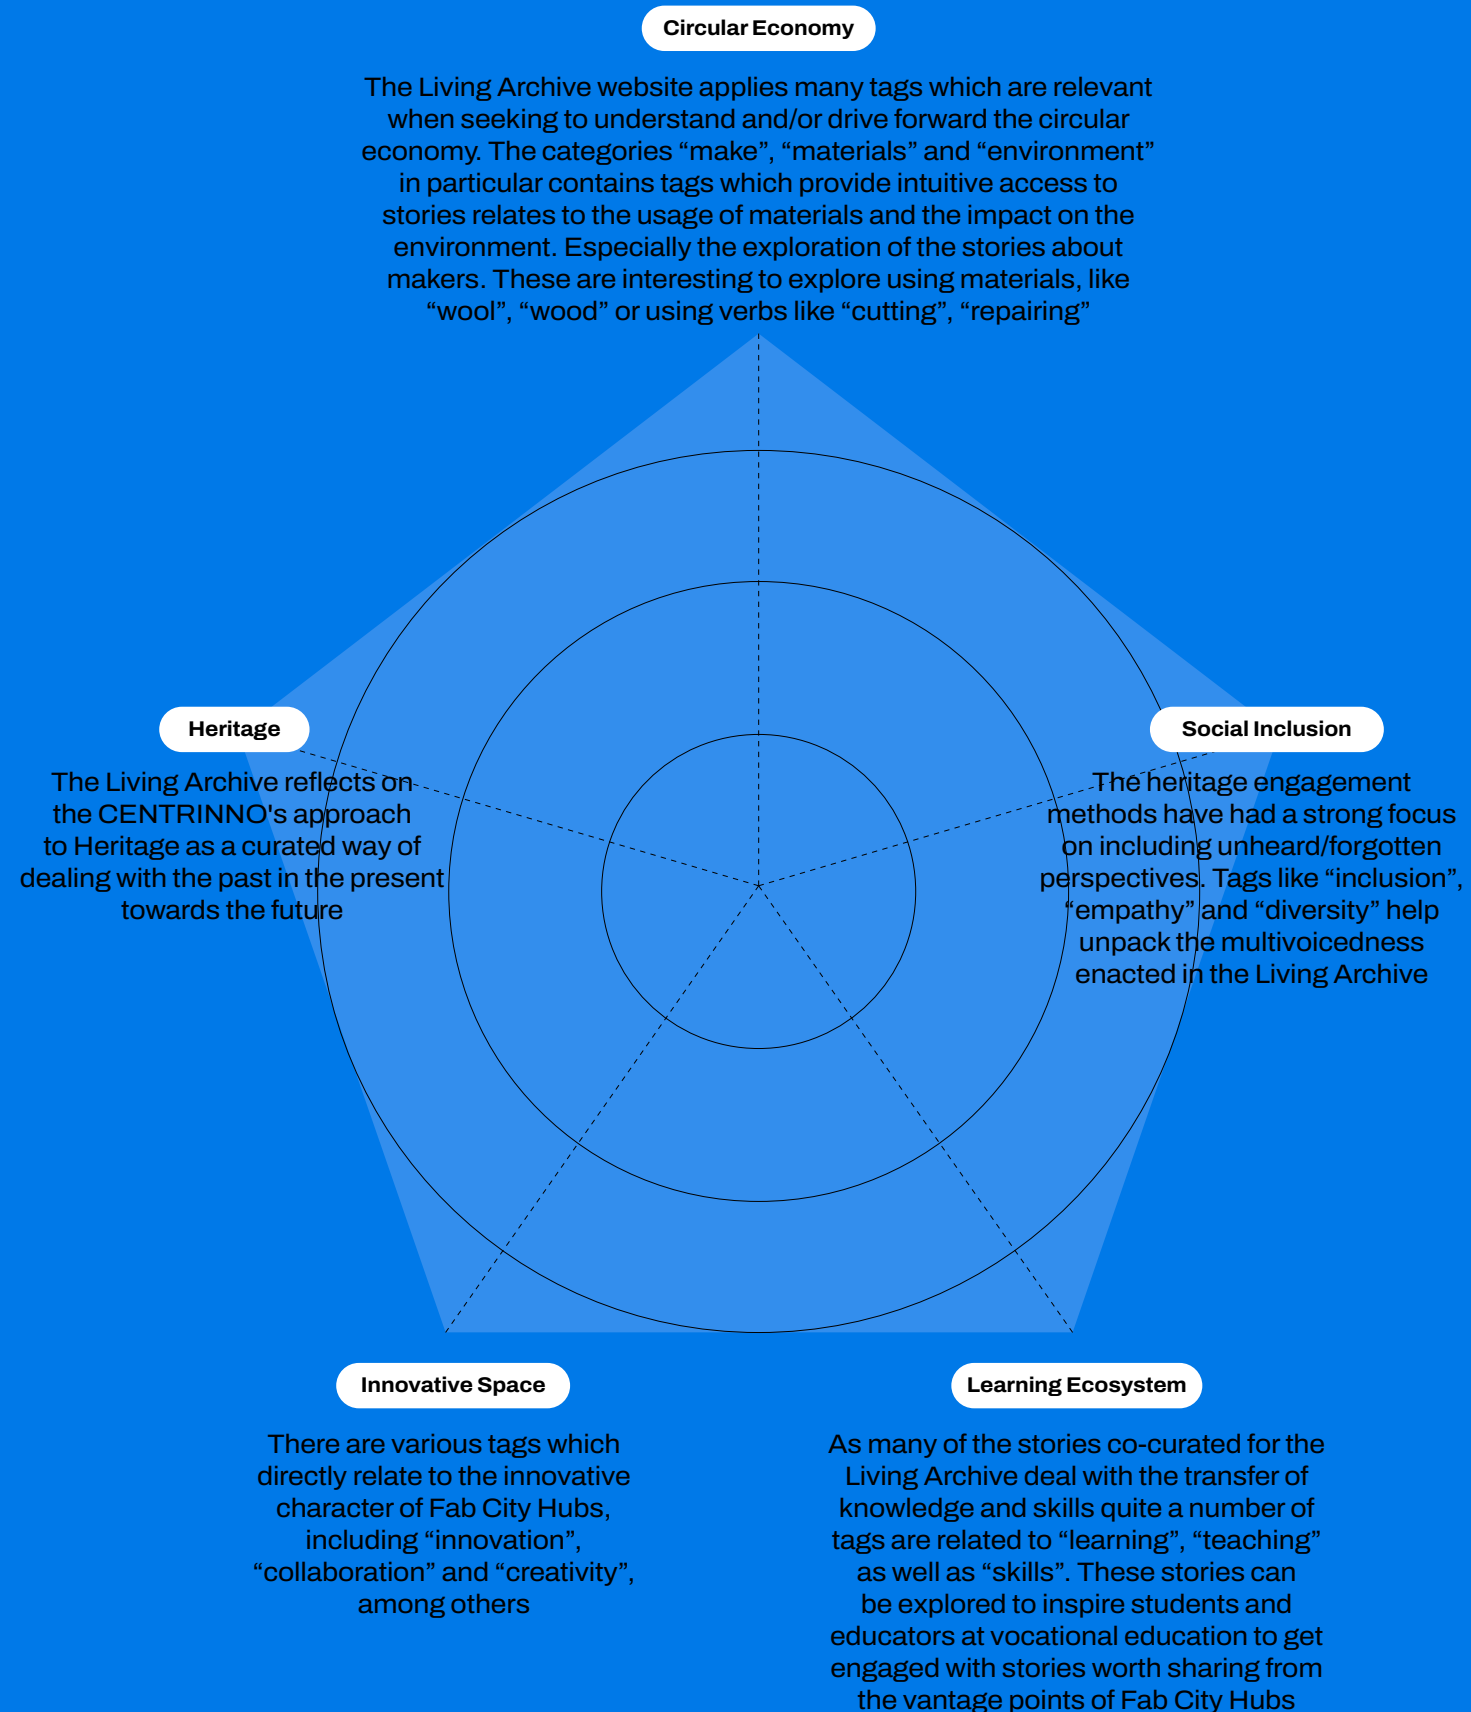 Circular Economy
The Living Archive website applies many tags which are relevant
when seeking to understand and/or drive forward the circular
economy. The categories “make”, “materials” and “environment”
in particular contains tags which provide intuitive access to
stories relates to the usage of materials and the impact on the
environment. Especially the exploration of the stories about
makers. These are interesting to explore using materials, like
“wool”, “wood” or using verbs like “cutting”, “repairing”
Heritage
The Living Archive reflects on
the CENTRINNO's approach
to Heritage as a curated way of
dealing with the past in the present
towards the future
Social Inclusion
The heritage engagement
methods have had a strong focus
on including unheard/forgotten
perspectives. Tags like “inclusion”,
“empathy” and “diversity” help
unpack the multivoicedness
enacted in the Living Archive
Innovative Space
There are various tags which
directly relate to the innovative
character of Fab City Hubs,
including “innovation”,
“collaboration” and “creativity”,
among others
Learning Ecosystem
As many of the stories co-curated for the
Living Archive deal with the transfer of
knowledge and skills quite a number of
tags are related to “learning”, “teaching”
as well as “skills”. These stories can
be explored to inspire students and
educators at vocational education to get
engaged with stories worth sharing from
the vantage points of Fab City Hubs